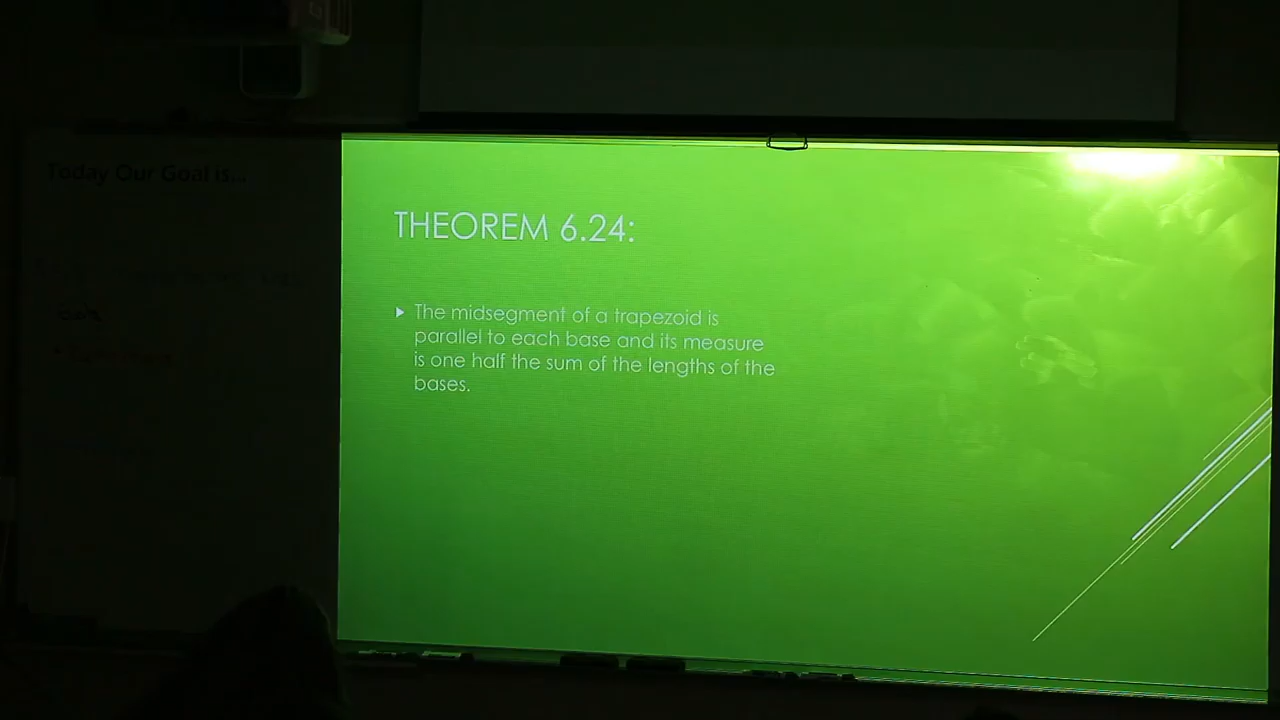 Today Our Goal is...
THEOREM 6.24:
The midsegment of a trapezoid is
parallel to each base and its measure
is one half the sum of the lengths of the
bases.